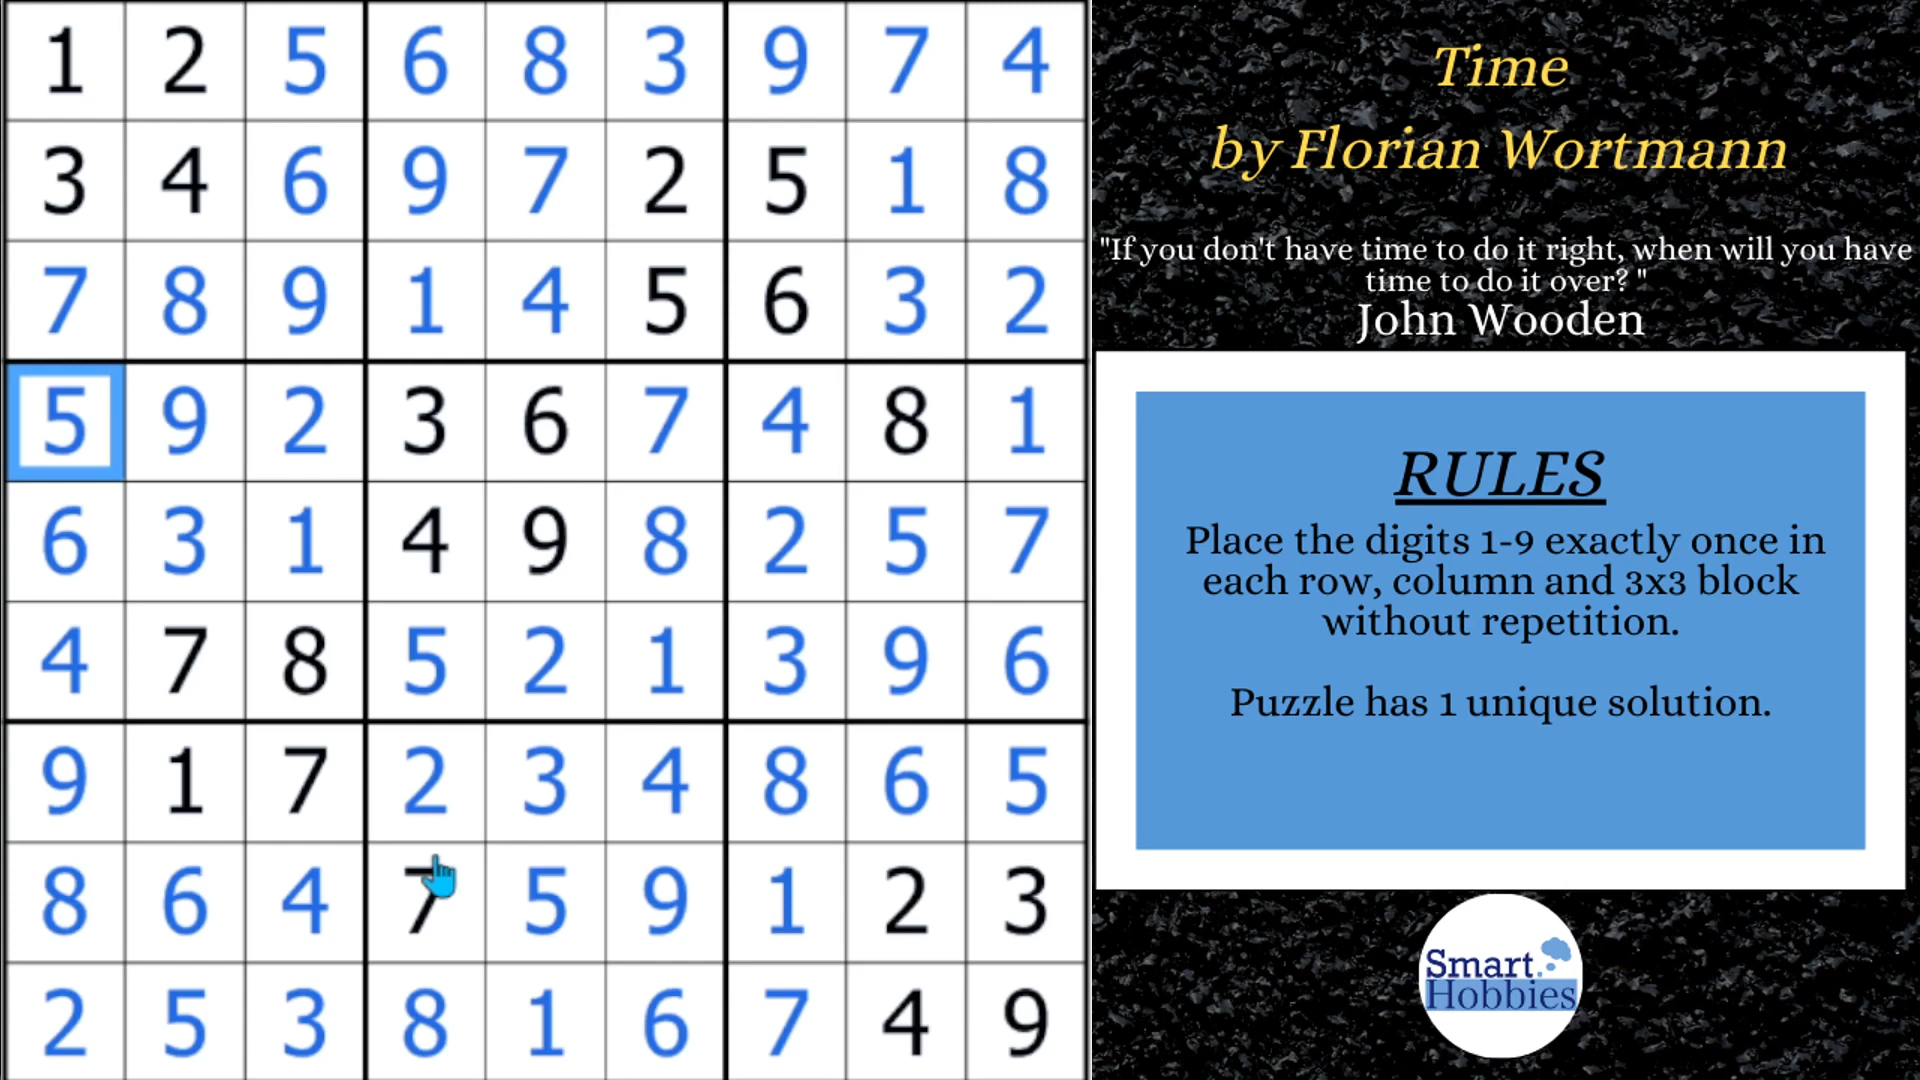 1 2 5 6 8 3 9 7 4
3 4 6 9 7 2 5 1 8
7 8 9 1 4 5 6 3 2
5 9 2 3 6 7 4 8 1
6 3 1 4 9 8 2 5 7
4 7 8 5 2 1 3 9 6
9 1 7 2 3 4 8 6 5
8 6 4 7 5 9 1 2 3
2 5 3 8 1 6 7 4 9
Time
by Florian Wortmann
"If you don't have time to do it right, when will you have
time to do it over? "
John Wooden
RULES
Place the digits 1-9 exactly once in
each row, column and 3x3 block
without repetition.
Puzzle has 1 unique solution.
Smart
Hobbies